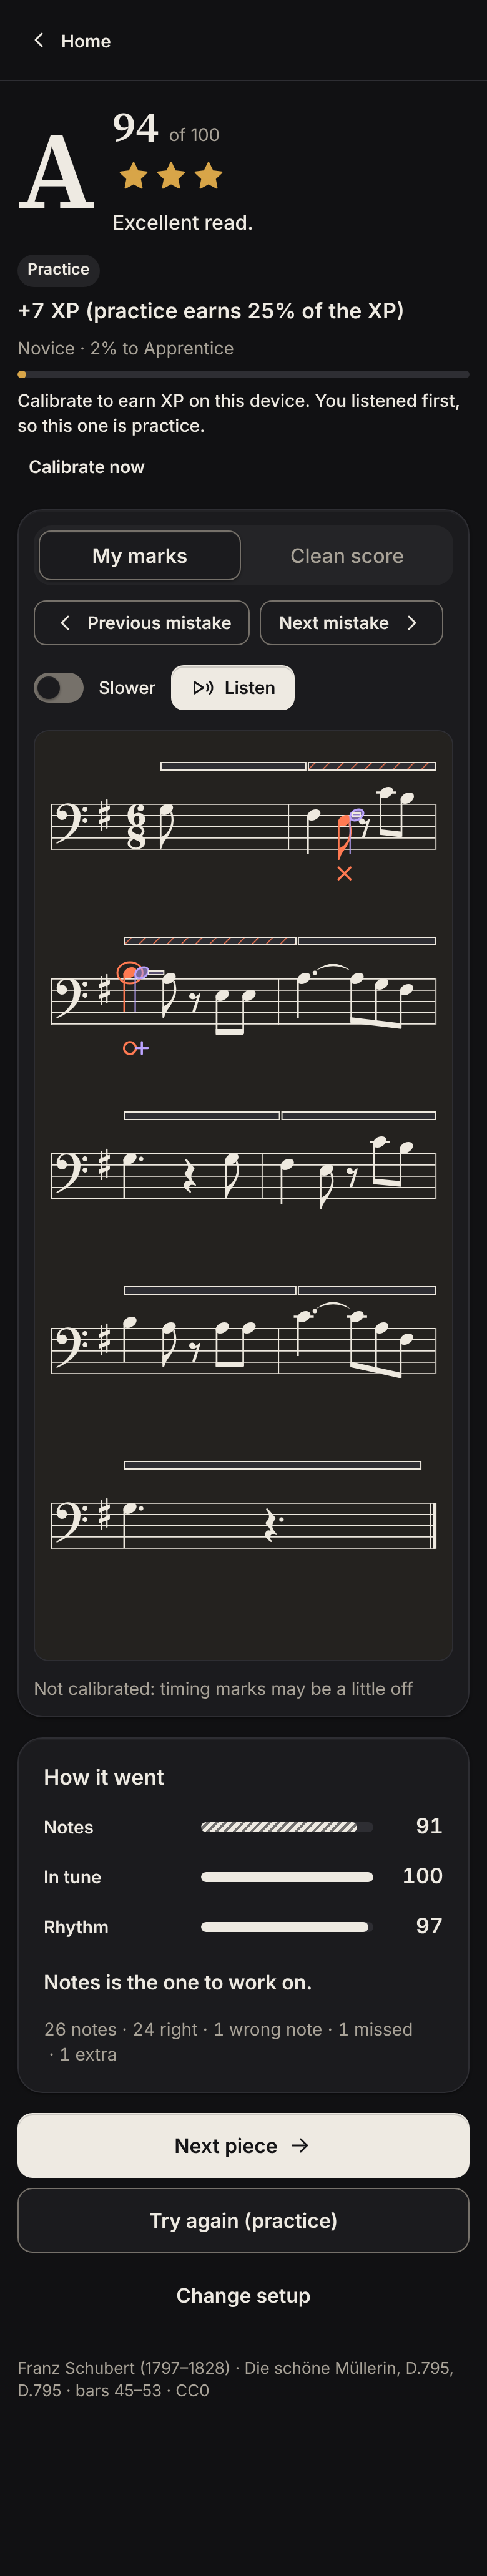 Home
A
94 of 100
Excellent read.
Practice
+7 XP (practice earns 25% of the XP)
Novice · 2% to Apprentice
Calibrate to earn XP on this device. You listened first,
so this one is practice.
Calibrate now
My marks
Clean score
Previous mistake
Next mistake
Slower
Listen
6
8
Not calibrated: timing marks may be a little off
How it went
Notes 91
In tune 100
Rhythm 97
Notes is the one to work on.
26 notes · 24 right · 1 wrong note · 1 missed
· 1 extra
Next piece
Try again (practice)
Change setup
Franz Schubert (1797–1828) · Die schöne Müllerin, D.795,
D.795 · bars 45–53 · CC0